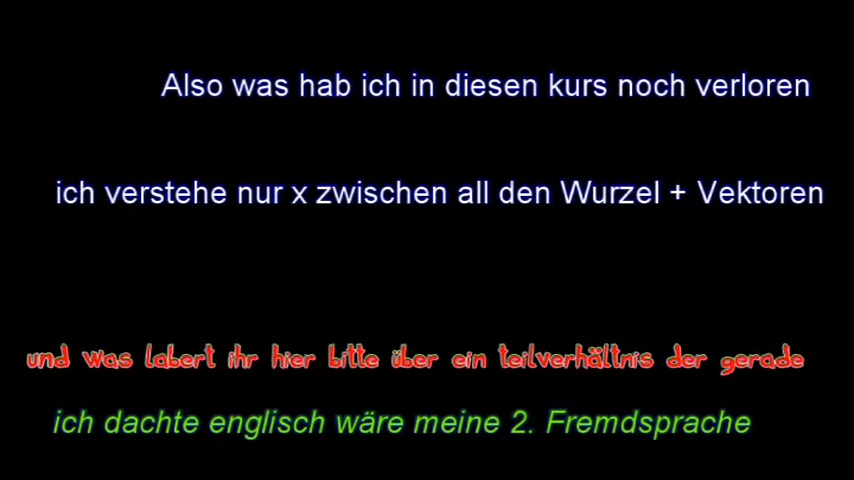 Also was hab ich in diesen kurs noch verloren
ich verstehe nur x zwischen all den Wurzel + Vektoren
und was labert ihr hier bitte über ein teilverhältnis der gerade
ich dachte englisch wäre meine 2. Fremdsprache